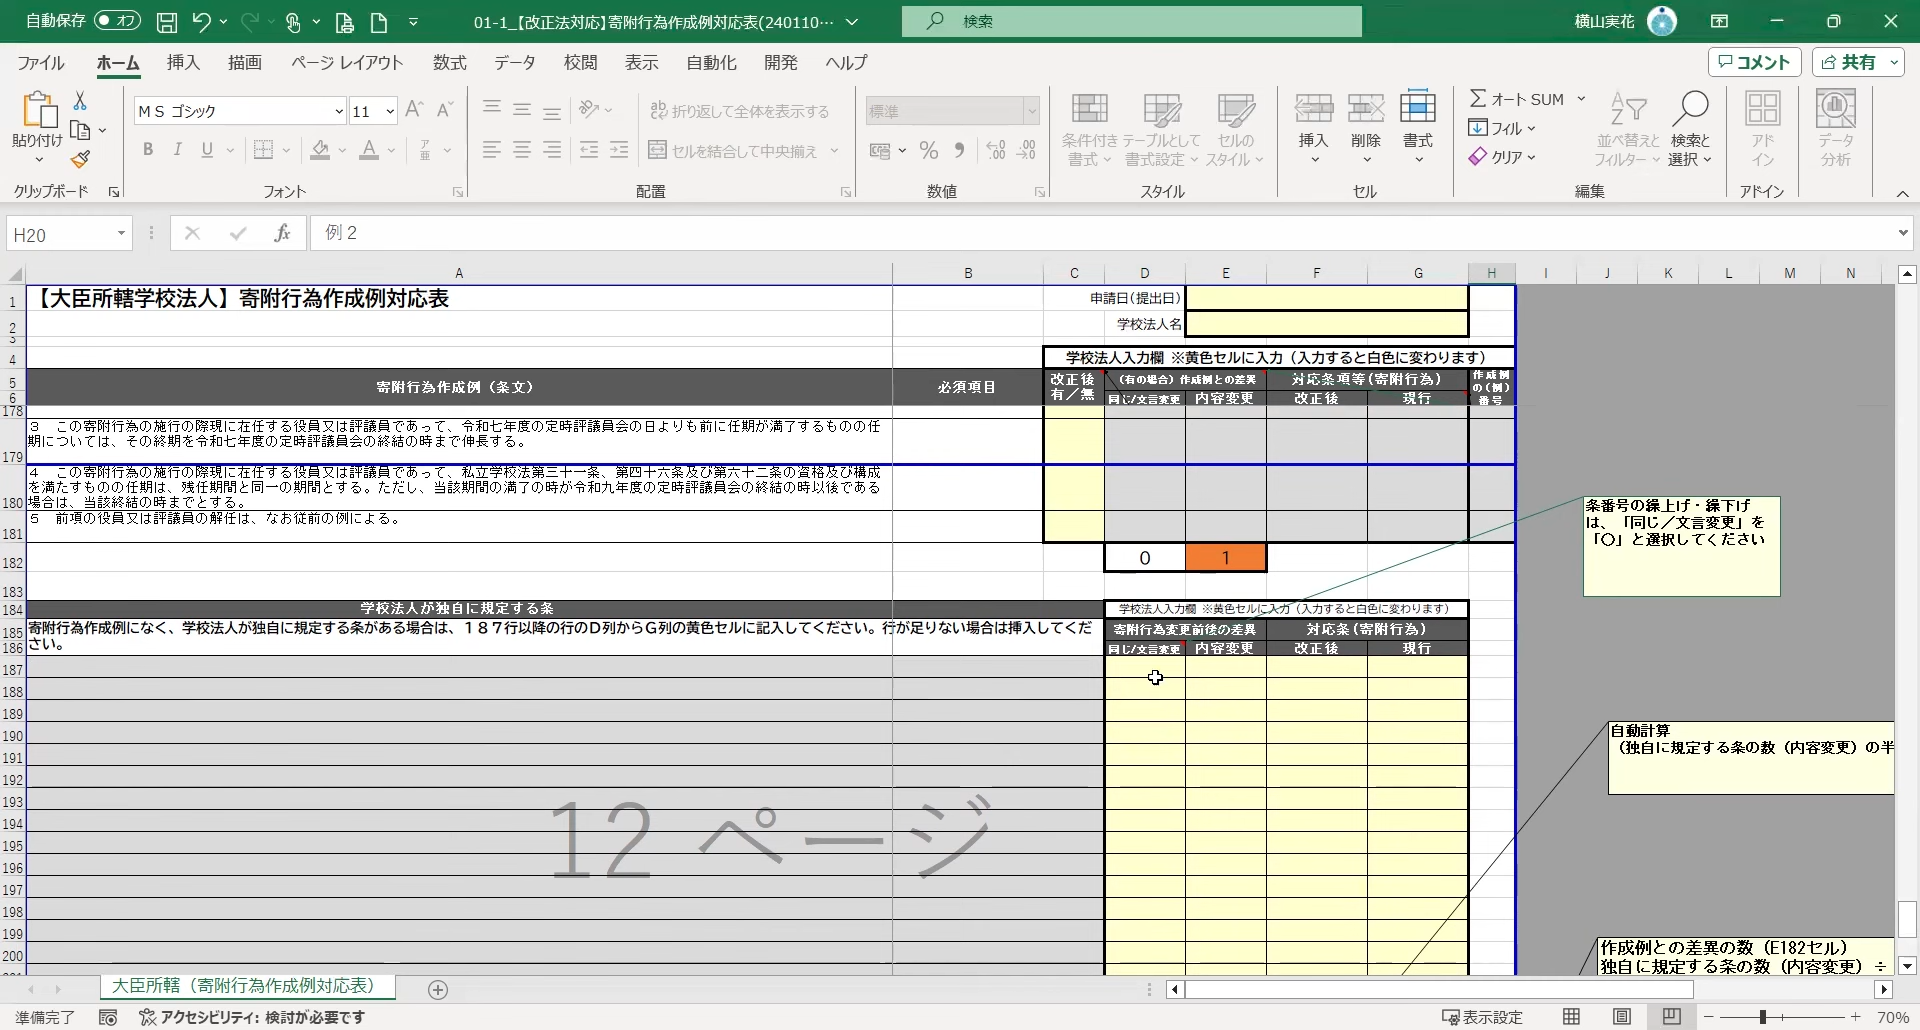 自動保存 オフ
01-1_【改正法対応】寄附行為作成例対応表(240110…
検索
横山実花
ファイル ホーム 挿入 描画 ページ レイアウト 数式 データ 校閲 表示 自動化 開発 ヘルプ
コメント 共有
貼り付け
クリップボード
ＭＳ ゴシック 11
B I U
フォント
折り返して全体を表示する
セルを結合して中央揃え
配置
標準
数値
条件付き書式
テーブルとして書式設定
セルのスタイル
スタイル
挿入 削除 書式
セル
オート SUM
フィル
クリア
並べ替えとフィルター
検索と選択
編集
アドイン
アドイン
データ分析
H20
例２
A B C D E F G H I J K L M N
1 【大臣所轄学校法人】寄附行為作成例対応表 申請日(提出日)
2 学校法人名
3
4 学校法人入力欄 ※黄色セルに入力（入力すると白色に変わります）
5 寄附行為作成例（条文） 必須項目 改正後有／無 （有の場合）作成例との差異 対応条項等(寄附行為) 作成例の(例)番号
6 同じ/文言変更 内容変更 改正後 現行
178
179 ３　この寄附行為の施行の際現に在任する役員又は評議員であって、令和七年度の定時評議員会の日よりも前に任期が満了するものの任
期については、その終期を令和七年度の定時評議員会の終結の時まで伸長する。
180 ４　この寄附行為の施行の際現に在任する役員又は評議員であって、私立学校法第三十一条、第四十六条及び第六十二条の資格及び構成
を満たすものの任期は、残任期間と同一の期間とする。ただし、当該期間の満了の時が令和九年度の定時評議員会の終結の時以後である
場合は、当該終結の時までとする。
181 ５　前項の役員又は評議員の解任は、なお従前の例による。
182 0 1
183
184 学校法人が独自に規定する条 学校法人入力欄 ※黄色セルに入力（入力すると白色に変わります）
185 寄附行為作成例になく、学校法人が独自に規定する条がある場合は、１８７行以降の行のＤ列からＧ列の黄色セルに記入してください。行が足りない場合は挿入してくだ
さい。
寄附行為変更前後の差異 対応条(寄附行為)
186 同じ/文言変更 内容変更 改正後 現行
187
188
189
190
191
192
193
194
195
196
197
198
199
200
12 ページ
条番号の繰上げ・繰下げ
は、「同じ／文言変更」を
「〇」と選択してください
自動計算
（独自に規定する条の数（内容変更）の半
作成例との差異の数（E182セル）
独自に規定する条の数（内容変更）÷
大臣所轄（寄附行為作成例対応表）
準備完了 アクセシビリティ: 検討が必要です
表示設定 70%